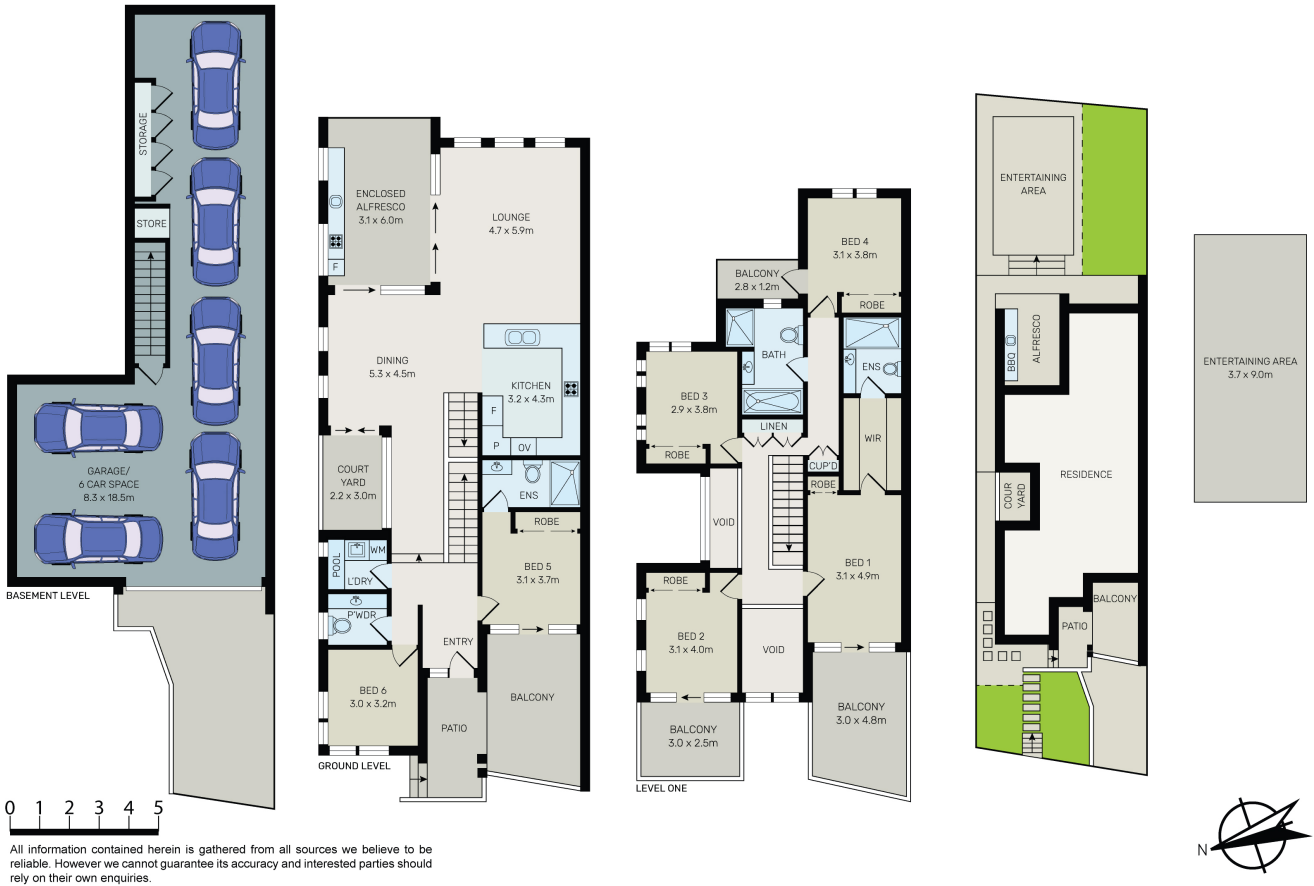 STORAGE
STORE
GARAGE/
6 CAR SPACE
8.3 x 18.5m
BASEMENT LEVEL
ENCLOSED
ALFRESCO
3.1 x 6.0m
F
LOUNGE
4.7 x 5.9m
DINING
5.3 x 4.5m
KITCHEN
3.2 x 4.3m
F
P
OV
COURT
YARD
2.2 x 3.0m
ENS
ROBE
POOL
WM
L'DRY
BED 5
3.1 x 3.7m
P'WDR
ENTRY
BED 6
3.0 x 3.2m
PATIO
BALCONY
GROUND LEVEL
BED 4
3.1 x 3.8m
BALCONY
2.8 x 1.2m
ROBE
BATH
ENS
BED 3
2.9 x 3.8m
ROBE
LINEN
WIR
CUP'D
ROBE
VOID
BED 1
3.1 x 4.9m
ROBE
BED 2
3.1 x 4.0m
VOID
BALCONY
3.0 x 2.5m
BALCONY
3.0 x 4.8m
LEVEL ONE
ENTERTAINING
AREA
BBQ
ALFRESCO
RESIDENCE
COUR
YARD
BALCONY
PATIO
ENTERTAINING AREA
3.7 x 9.0m
0 1 2 3 4 5
All information contained herein is gathered from all sources we believe to be
reliable. However we cannot guarantee its accuracy and interested parties should
rely on their own enquiries.
N